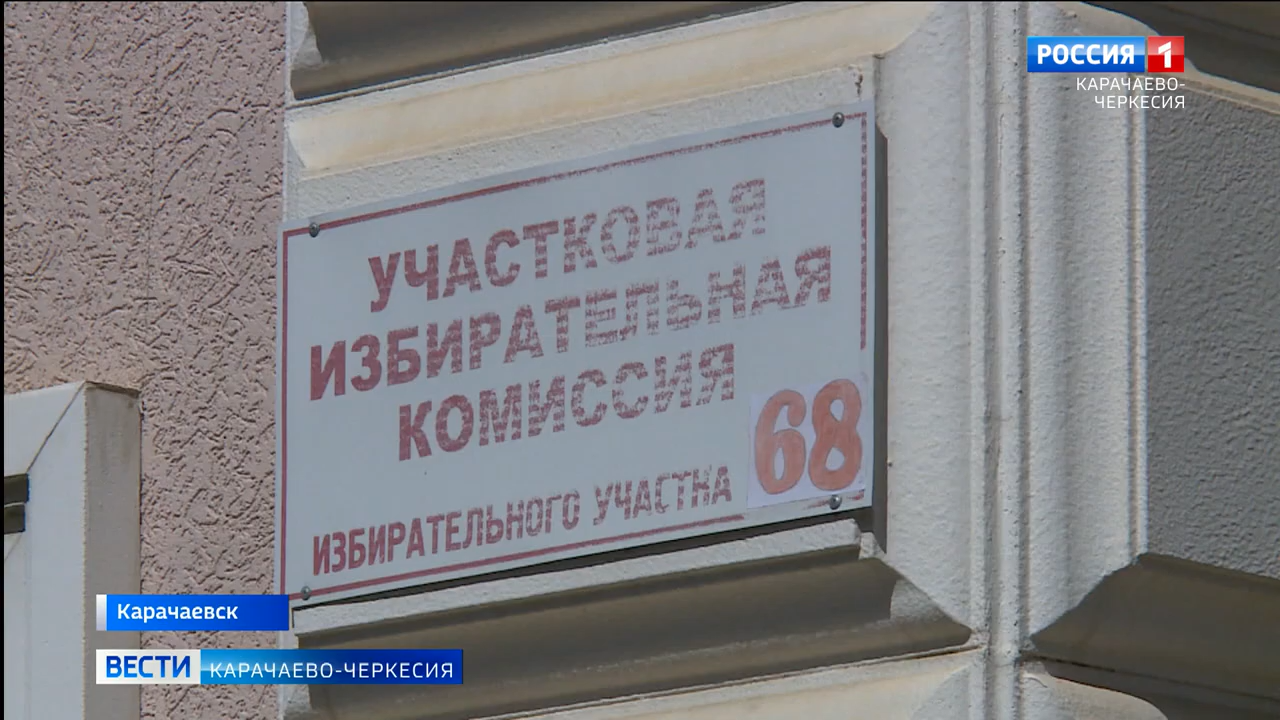 РОССИЯ 1
КАРАЧАЕВО-
ЧЕРКЕСИЯ
УЧАСТКОВАЯ
ИЗБИРАТЕЛЬНАЯ
КОМИССИЯ
ИЗБИРАТЕЛЬНОГО УЧАСТКА 68
Карачаевск
ВЕСТИ КАРАЧАЕВО-ЧЕРКЕСИЯ